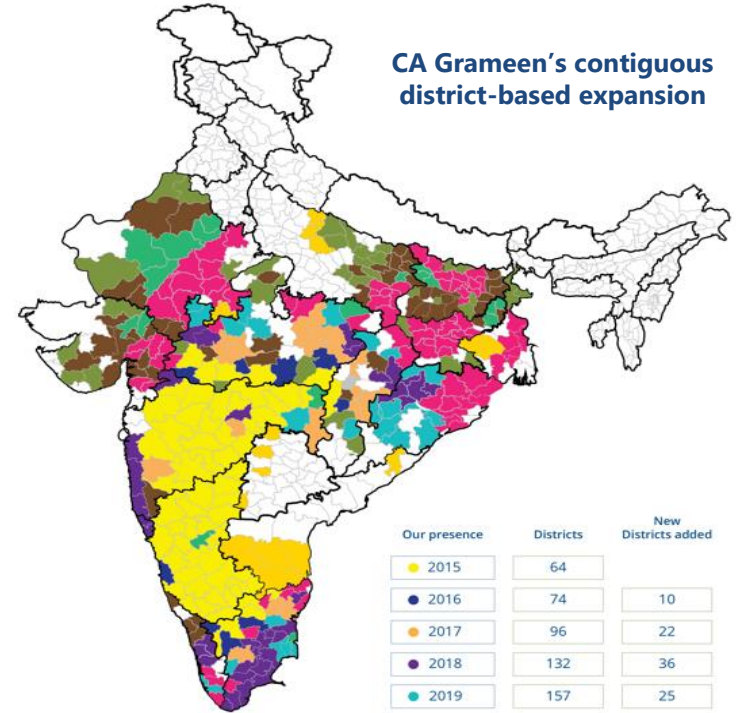 CA Grameen’s contiguous
district-based expansion
Our presence
Districts
New
Districts added
2015 64
2016 74 10
2017 96 22
2018 132 36
2019 157 25